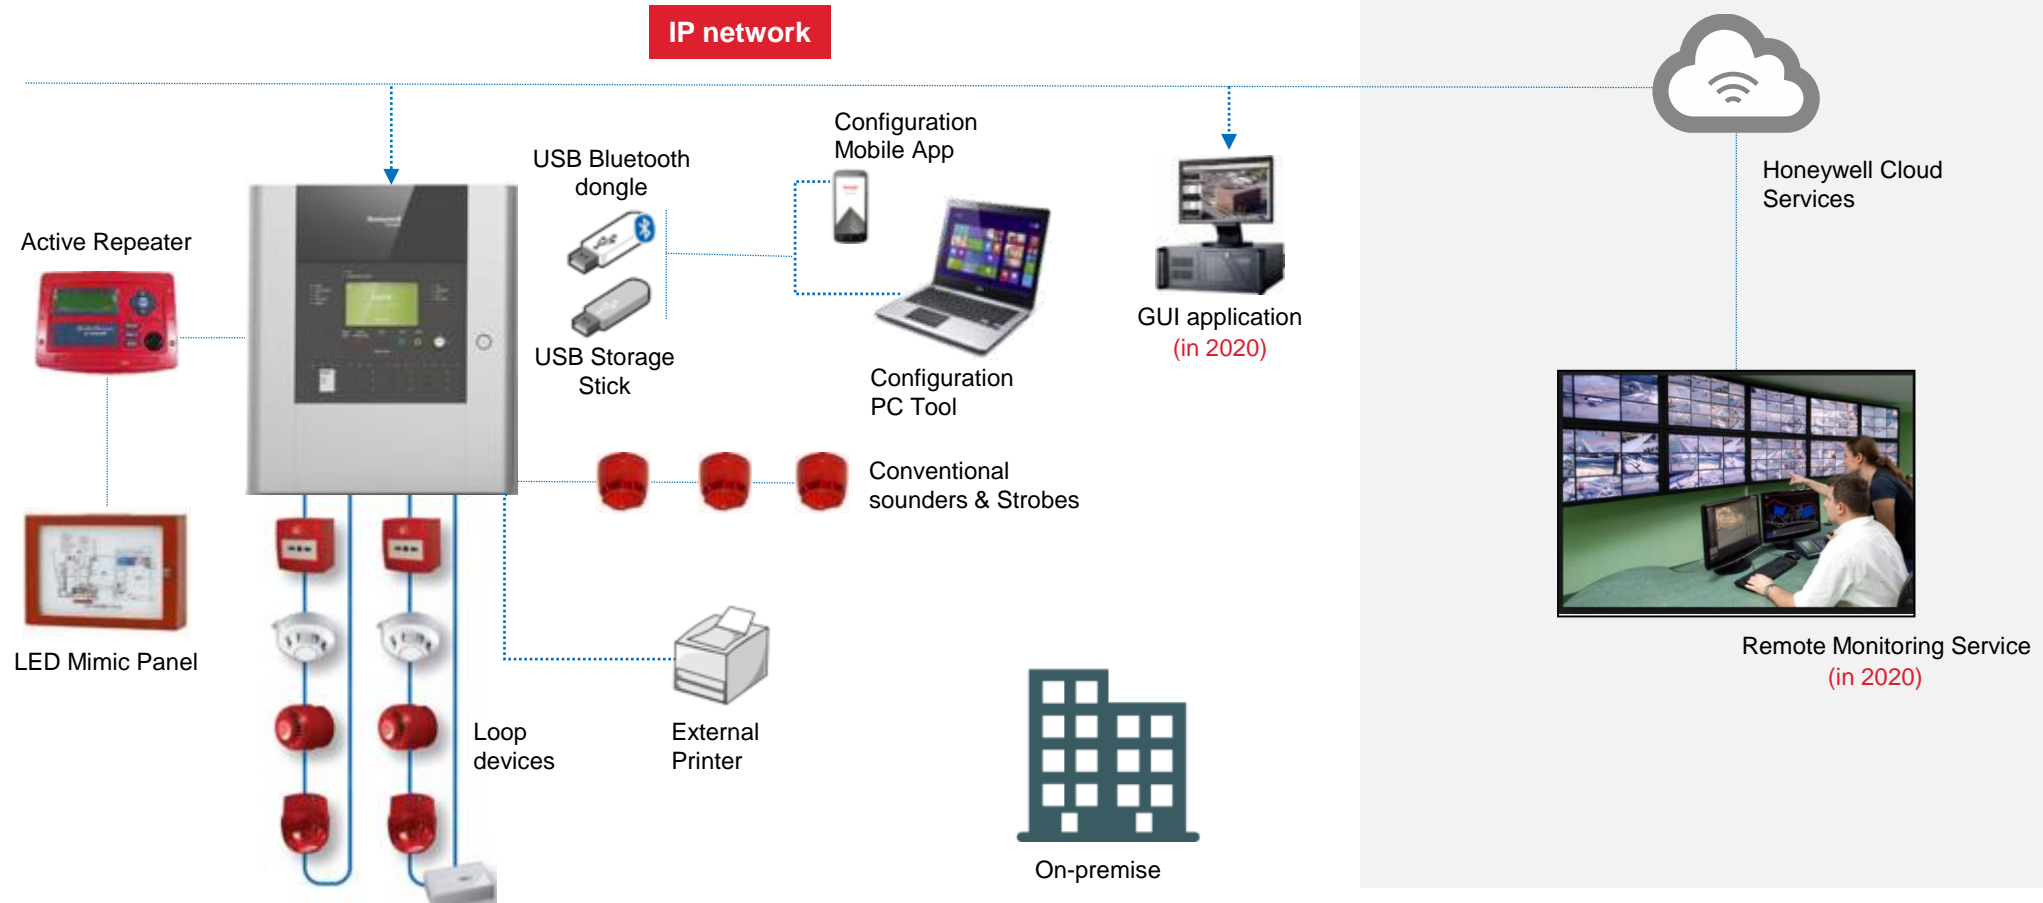 IP network
Configuration
Mobile App
USB Bluetooth
dongle
Honeywell Cloud
Services
Active Repeater
GUI application
(in 2020)
USB Storage
Stick
Configuration
PC Tool
Conventional
sounders & Strobes
LED Mimic Panel
Remote Monitoring Service
(in 2020)
Loop
devices
External
Printer
On-premise